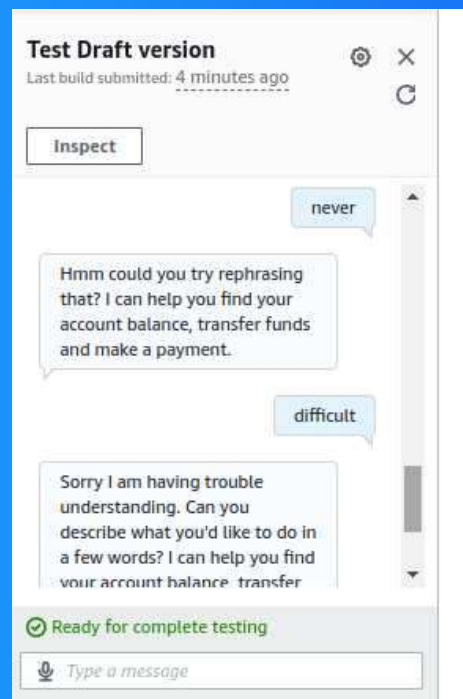 Test Draft version
Last build submitted: 4 minutes ago
Inspect
never
Hmm could you try rephrasing
that? I can help you find your
account balance, transfer funds
and make a payment.
difficult
Sorry I am having trouble
understanding. Can you
describe what you'd like to do in
a few words? I can help you find
your account balance, transfer
Ready for complete testing
Type a message